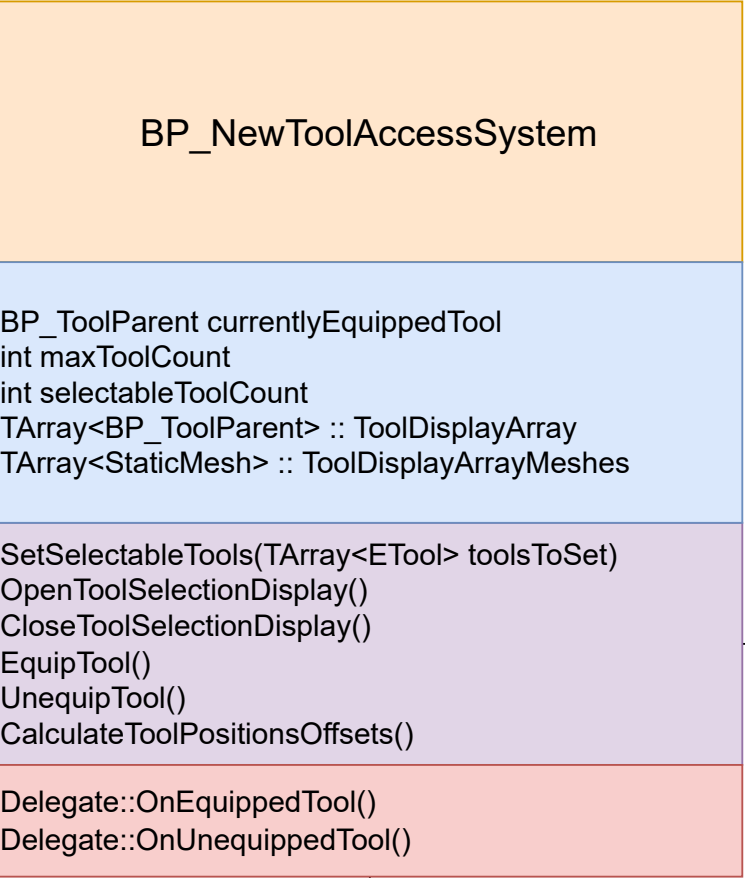 BP_NewToolAccessSystem
BP_ToolParent currentlyEquippedTool
int maxToolCount
int selectableToolCount
TArray<BP_ToolParent> :: ToolDisplayArray
TArray<StaticMesh> :: ToolDisplayArrayMeshes
SetSelectableTools(TArray<ETool> toolsToSet)
OpenToolSelectionDisplay()
CloseToolSelectionDisplay()
EquipTool()
UnequipTool()
CalculateToolPositionsOffsets()
Delegate::OnEquippedTool()
Delegate::OnUnequippedTool()